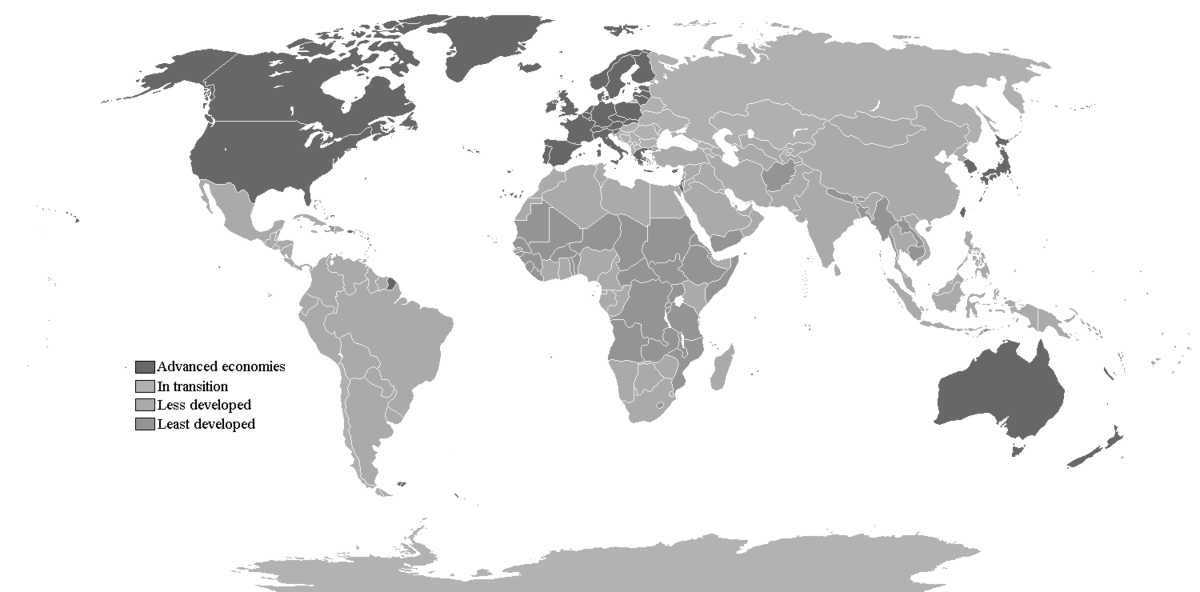 Advanced economies
In transition
Less developed
Least developed